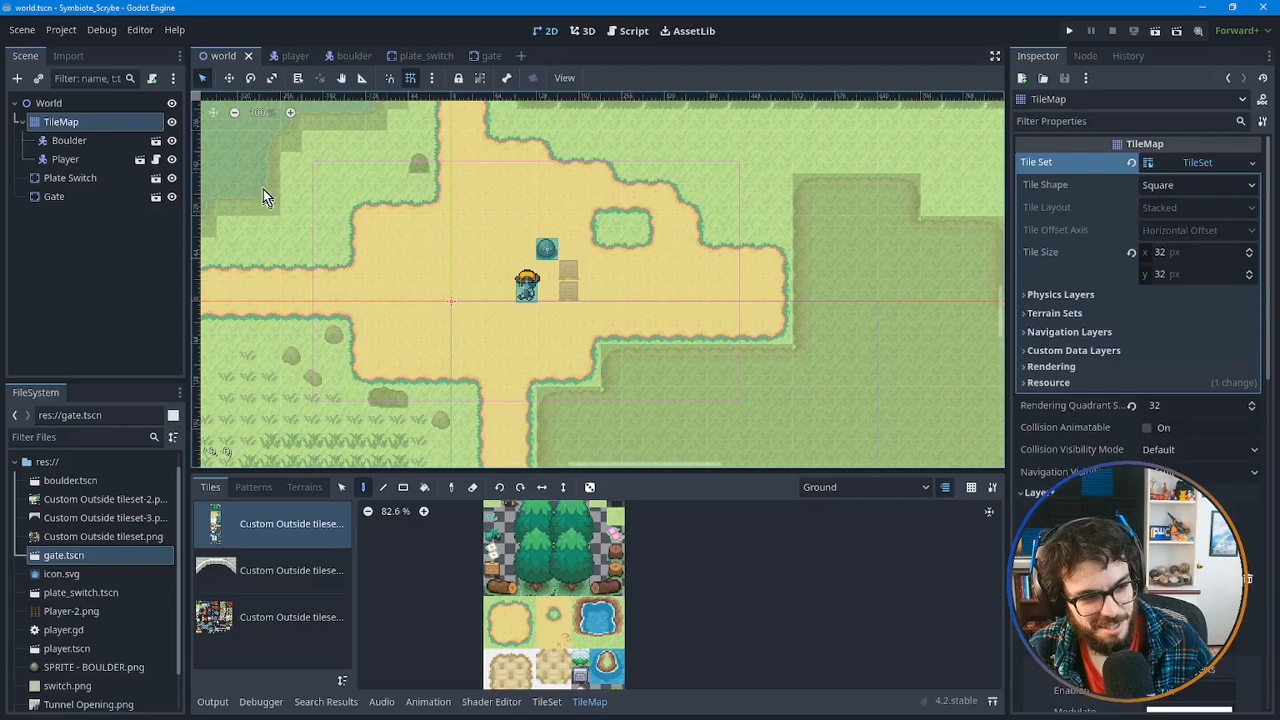 world.tscn - Symbiote_Scrybe - Godot Engine
Scene Project Debug Editor Help
2D 3D Script AssetLib
Forward+
Scene Import
world player boulder plate_switch gate
Inspector Node History
Filter: name, t:t
View
World
TileMap
Boulder
Player
Plate Switch
Gate
100 %
TileMap
Filter Properties
TileMap
Tile Set TileSet
Tile Shape Square
Tile Layout Stacked
Tile Offset Axis Horizontal Offset
Tile Size x 32 px
y 32 px
Physics Layers
Terrain Sets
Navigation Layers
Custom Data Layers
Rendering
Resource (1 change)
Rendering Quadrant S... 32
Collision Animatable On
Collision Visibility Mode Default
FileSystem
res://gate.tscn
Filter Files
res://
boulder.tscn
Custom Outside tileset-2.p...
Custom Outside tileset-3.p...
Custom Outside tileset.png
gate.tscn
icon.svg
plate_switch.tscn
Player-2.png
player.gd
player.tscn
SPRITE - BOULDER.png
switch.png
Tunnel Opening.png
Tiles Patterns Terrains
Ground
Custom Outside tilese...
Custom Outside tilese...
Custom Outside tilese...
82.6 %
Output Debugger Search Results Audio Animation Shader Editor TileSet TileMap
4.2.stable